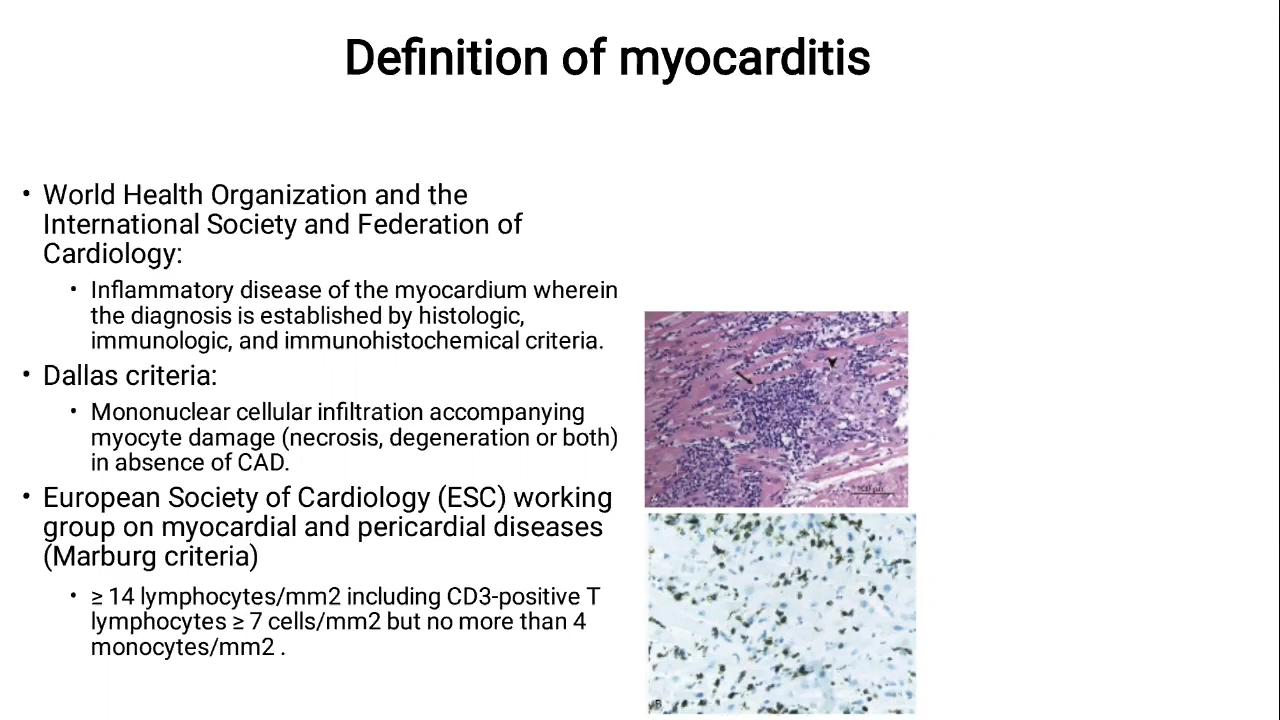 Definition of myocarditis
• World Health Organization and the
International Society and Federation of
Cardiology:
• Inflammatory disease of the myocardium wherein
the diagnosis is established by histologic,
immunologic, and immunohistochemical criteria.
• Dallas criteria:
• Mononuclear cellular infiltration accompanying
myocyte damage (necrosis, degeneration or both)
in absence of CAD.
• European Society of Cardiology (ESC) working
group on myocardial and pericardial diseases
(Marburg criteria)
• ≥ 14 lymphocytes/mm2 including CD3-positive T
lymphocytes ≥ 7 cells/mm2 but no more than 4
monocytes/mm2 .